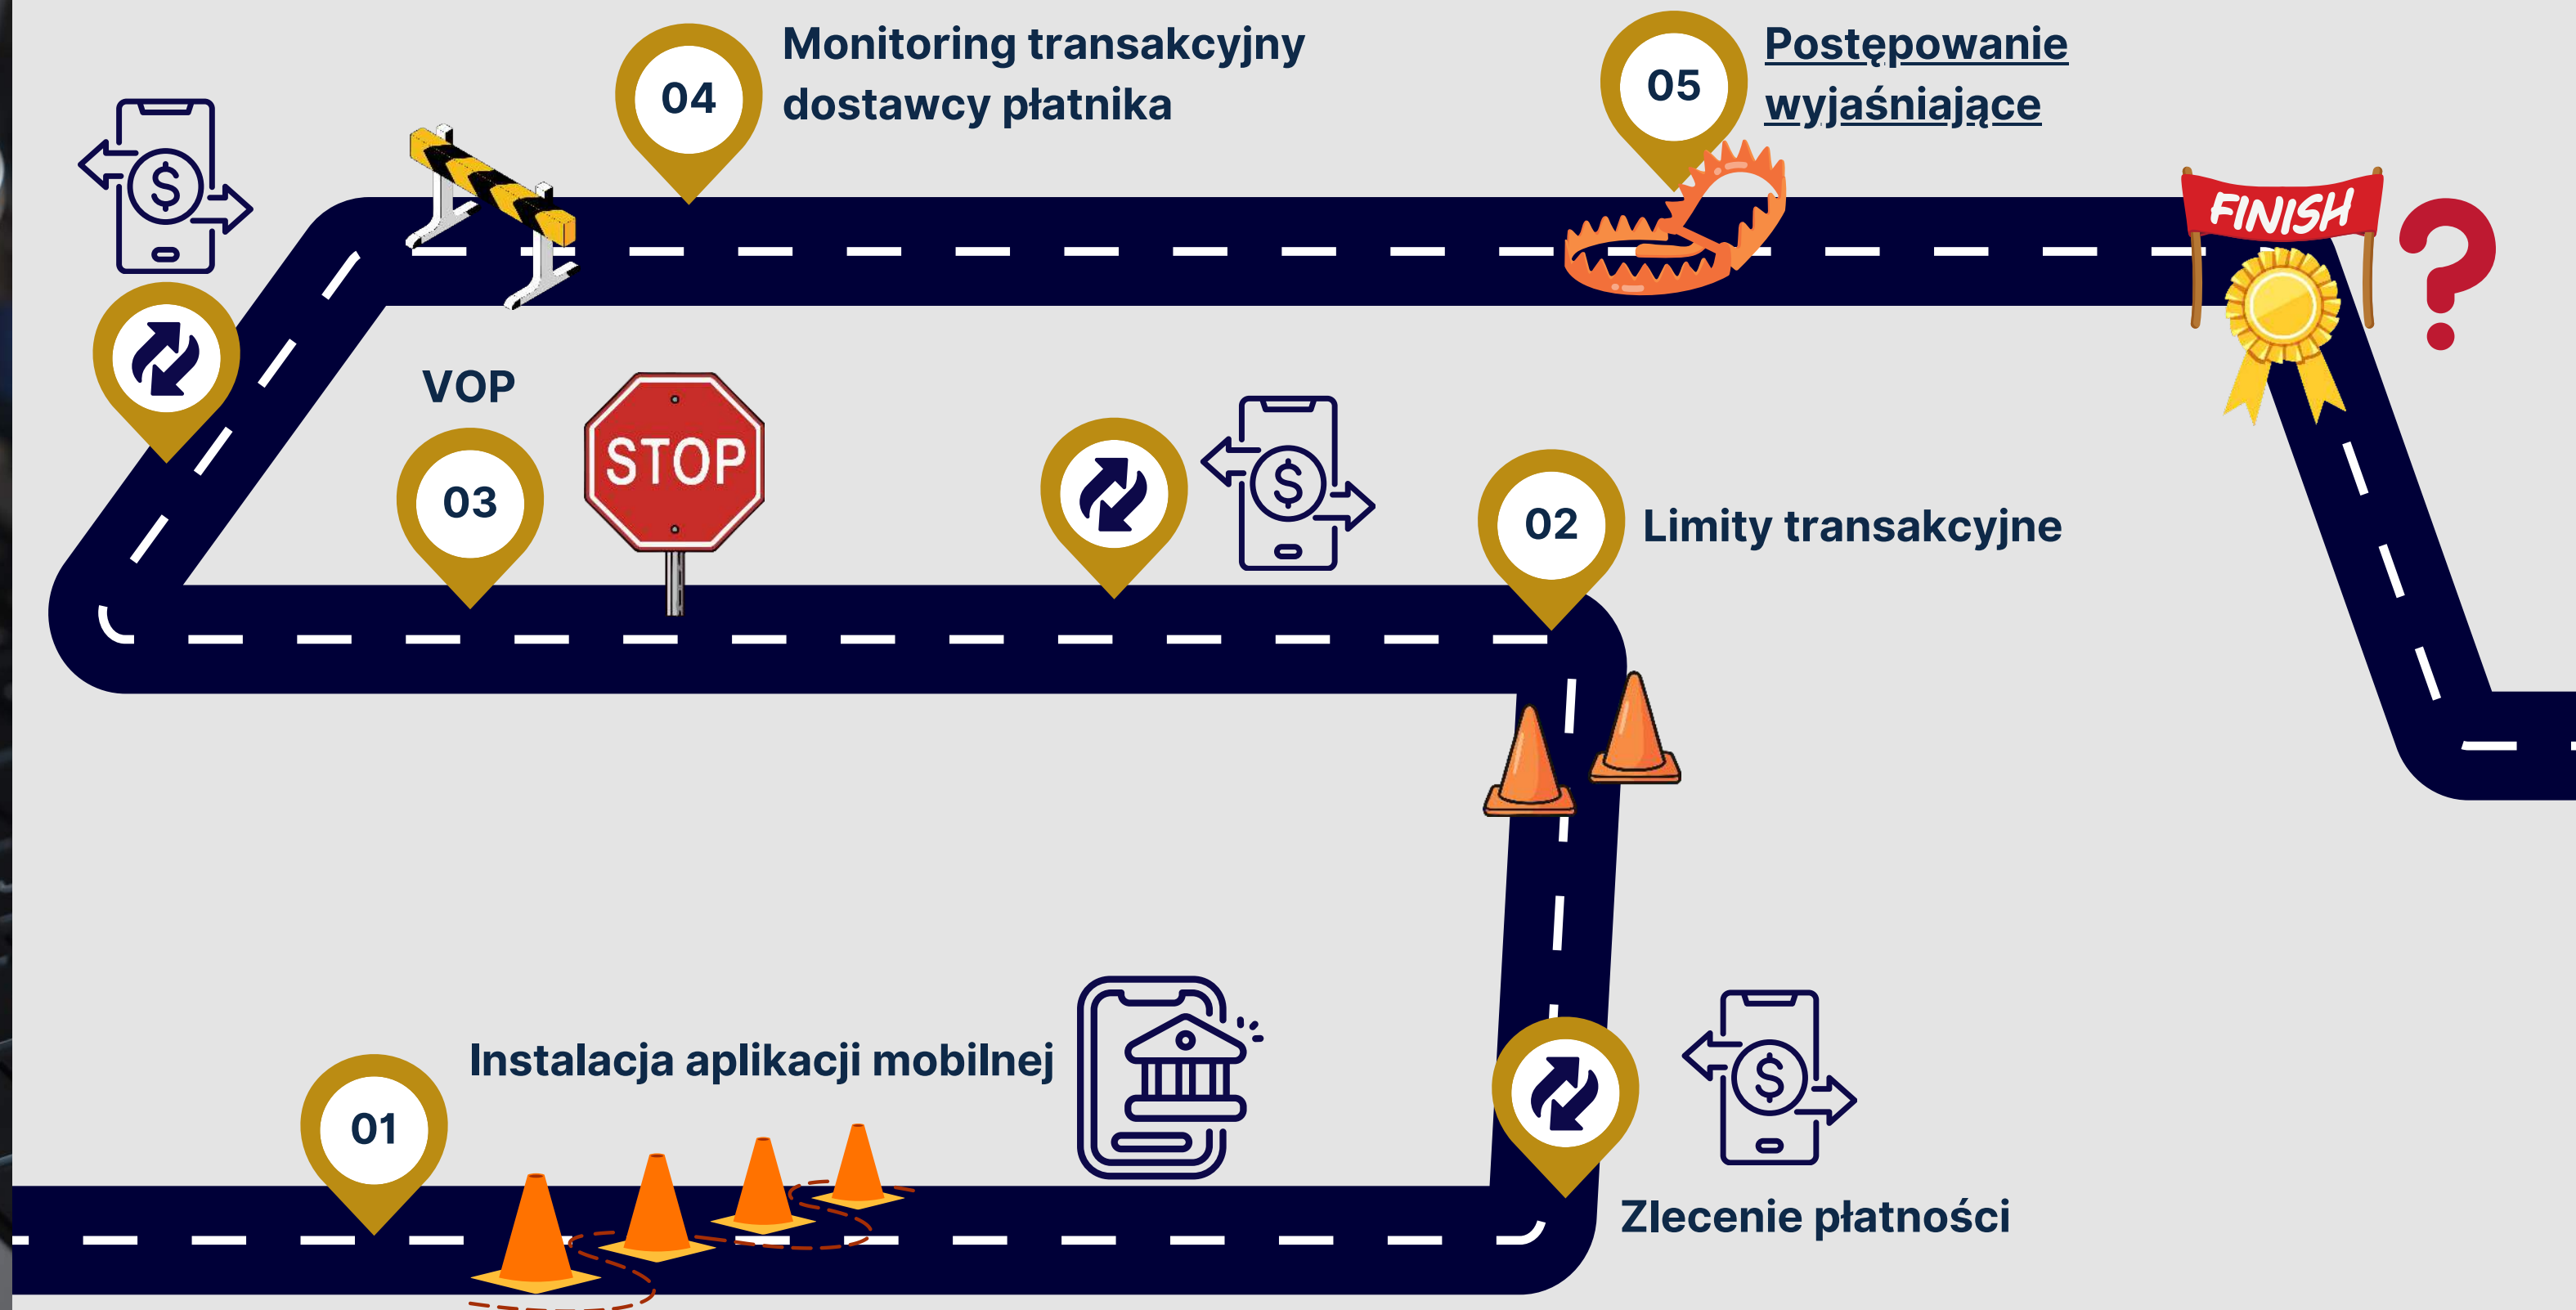 04
Monitoring transakcyjny
dostawcy płatnika
05
Postępowanie
wyjaśniające
$
FINISH
?
VOP
03
STOP
$
02
Limity transakcyjne
01
Instalacja aplikacji mobilnej
$
Zlecenie płatności